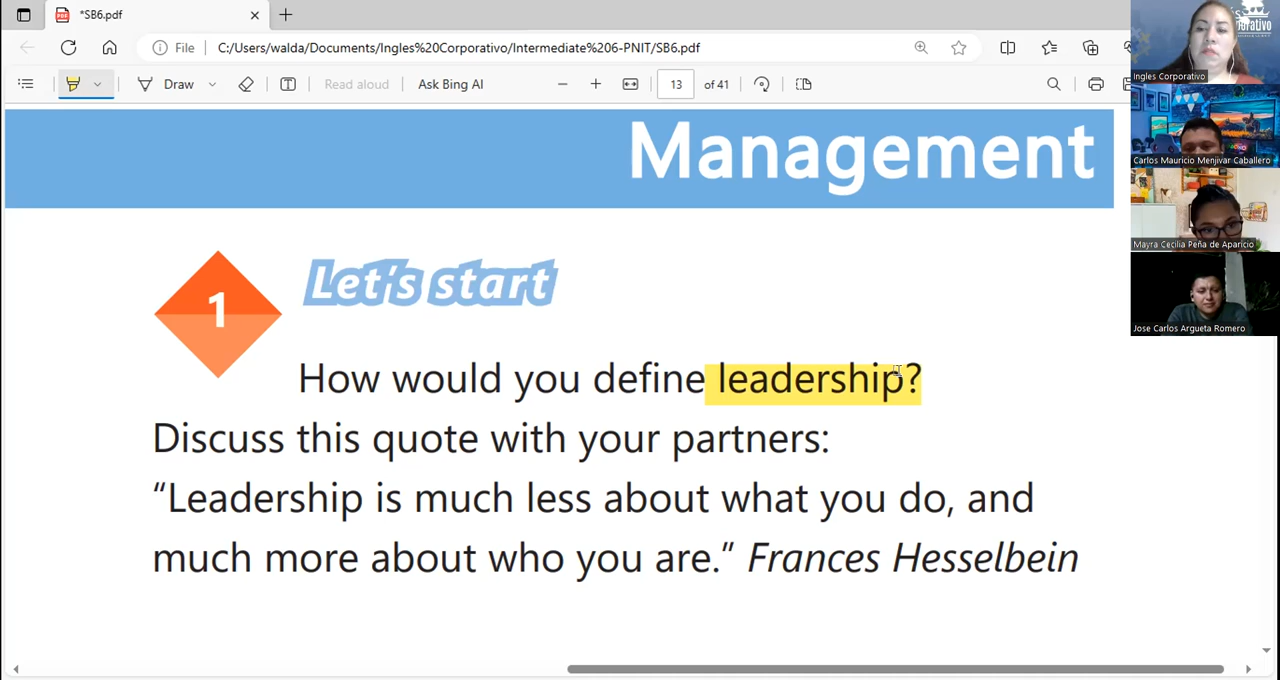 *SB6.pdf
File C:/Users/walda/Documents/Ingles%20Corporativo/Intermediate%206-PNIT/SB6.pdf
Draw Read aloud Ask Bing AI 13 of 41
Management
1 Let's start
How would you define leadership?
Discuss this quote with your partners:
“Leadership is much less about what you do, and
much more about who you are.” Frances Hesselbein
Ingles Corporativo
Carlos Mauricio Menjivar Caballero
Mayra Cecilia Peña de Aparicio
Jose Carlos Argueta Romero